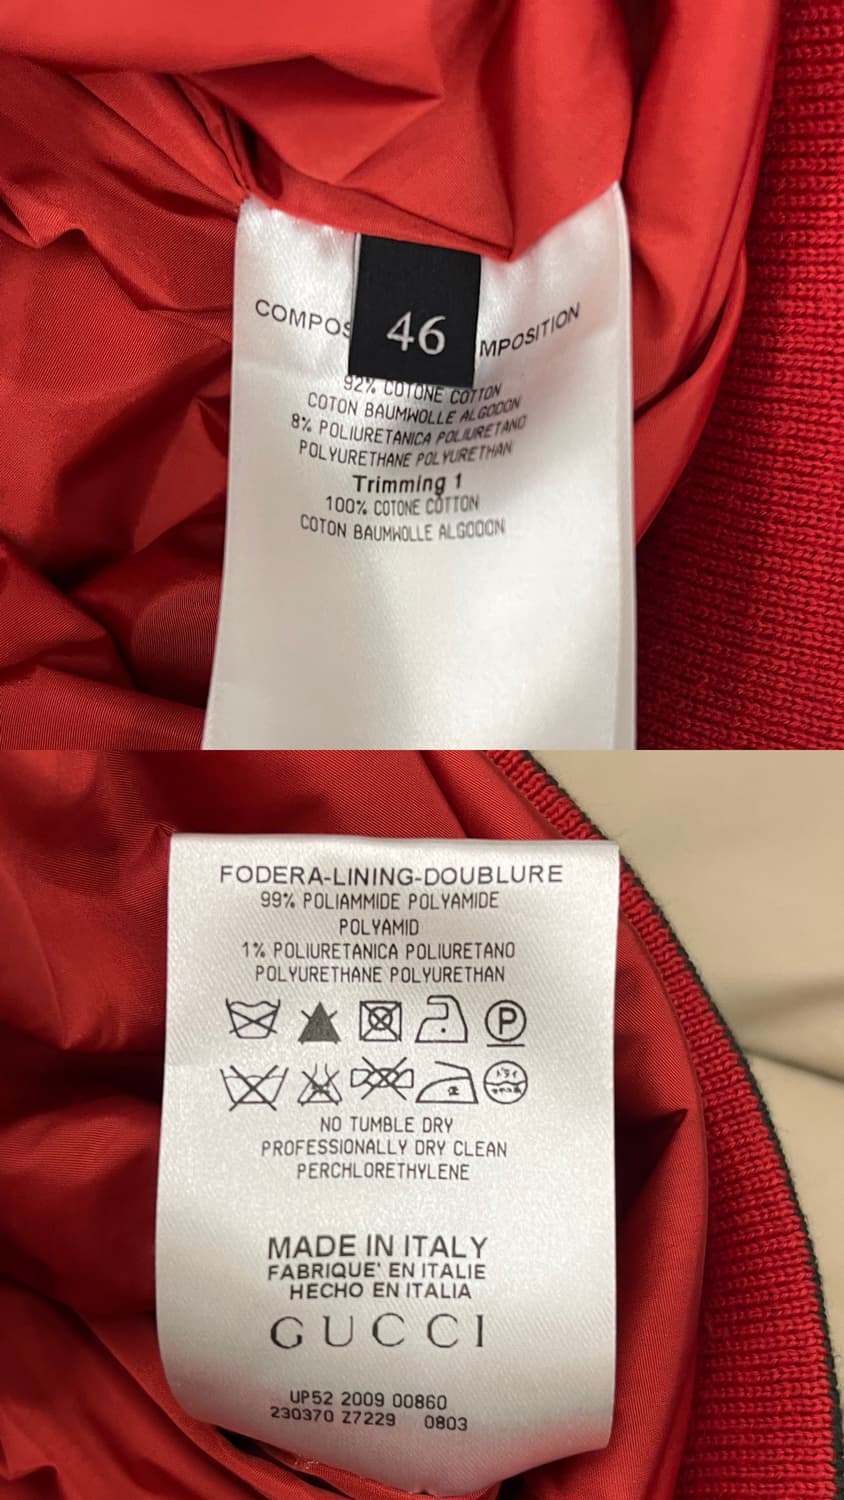 COMPOS
46
MPOSITION
92% COTONE COTTON
COTON BAUMWOLLE ALGODON
8% POLIURETANICA POLIURETANO
POLYURETHANE POLYURETHAN
Trimming 1
100% COTONE COTTON
COTON BAUMWOLLE ALGODON
FODERA-LINING-DOUBLURE
99% POLIAMMIDE POLYAMIDE
POLYAMID
1% POLIURETANICA POLIURETANO
POLYURETHANE POLYURETHAN
P
ドライ
NO TUMBLE DRY
PROFESSIONALLY DRY CLEAN
PERCHLORETHYLENE
MADE IN ITALY
FABRIQUE' EN ITALIE
HECHO EN ITALIA
GUCCI
UP52 2009 00860
230370 Z7229 0803